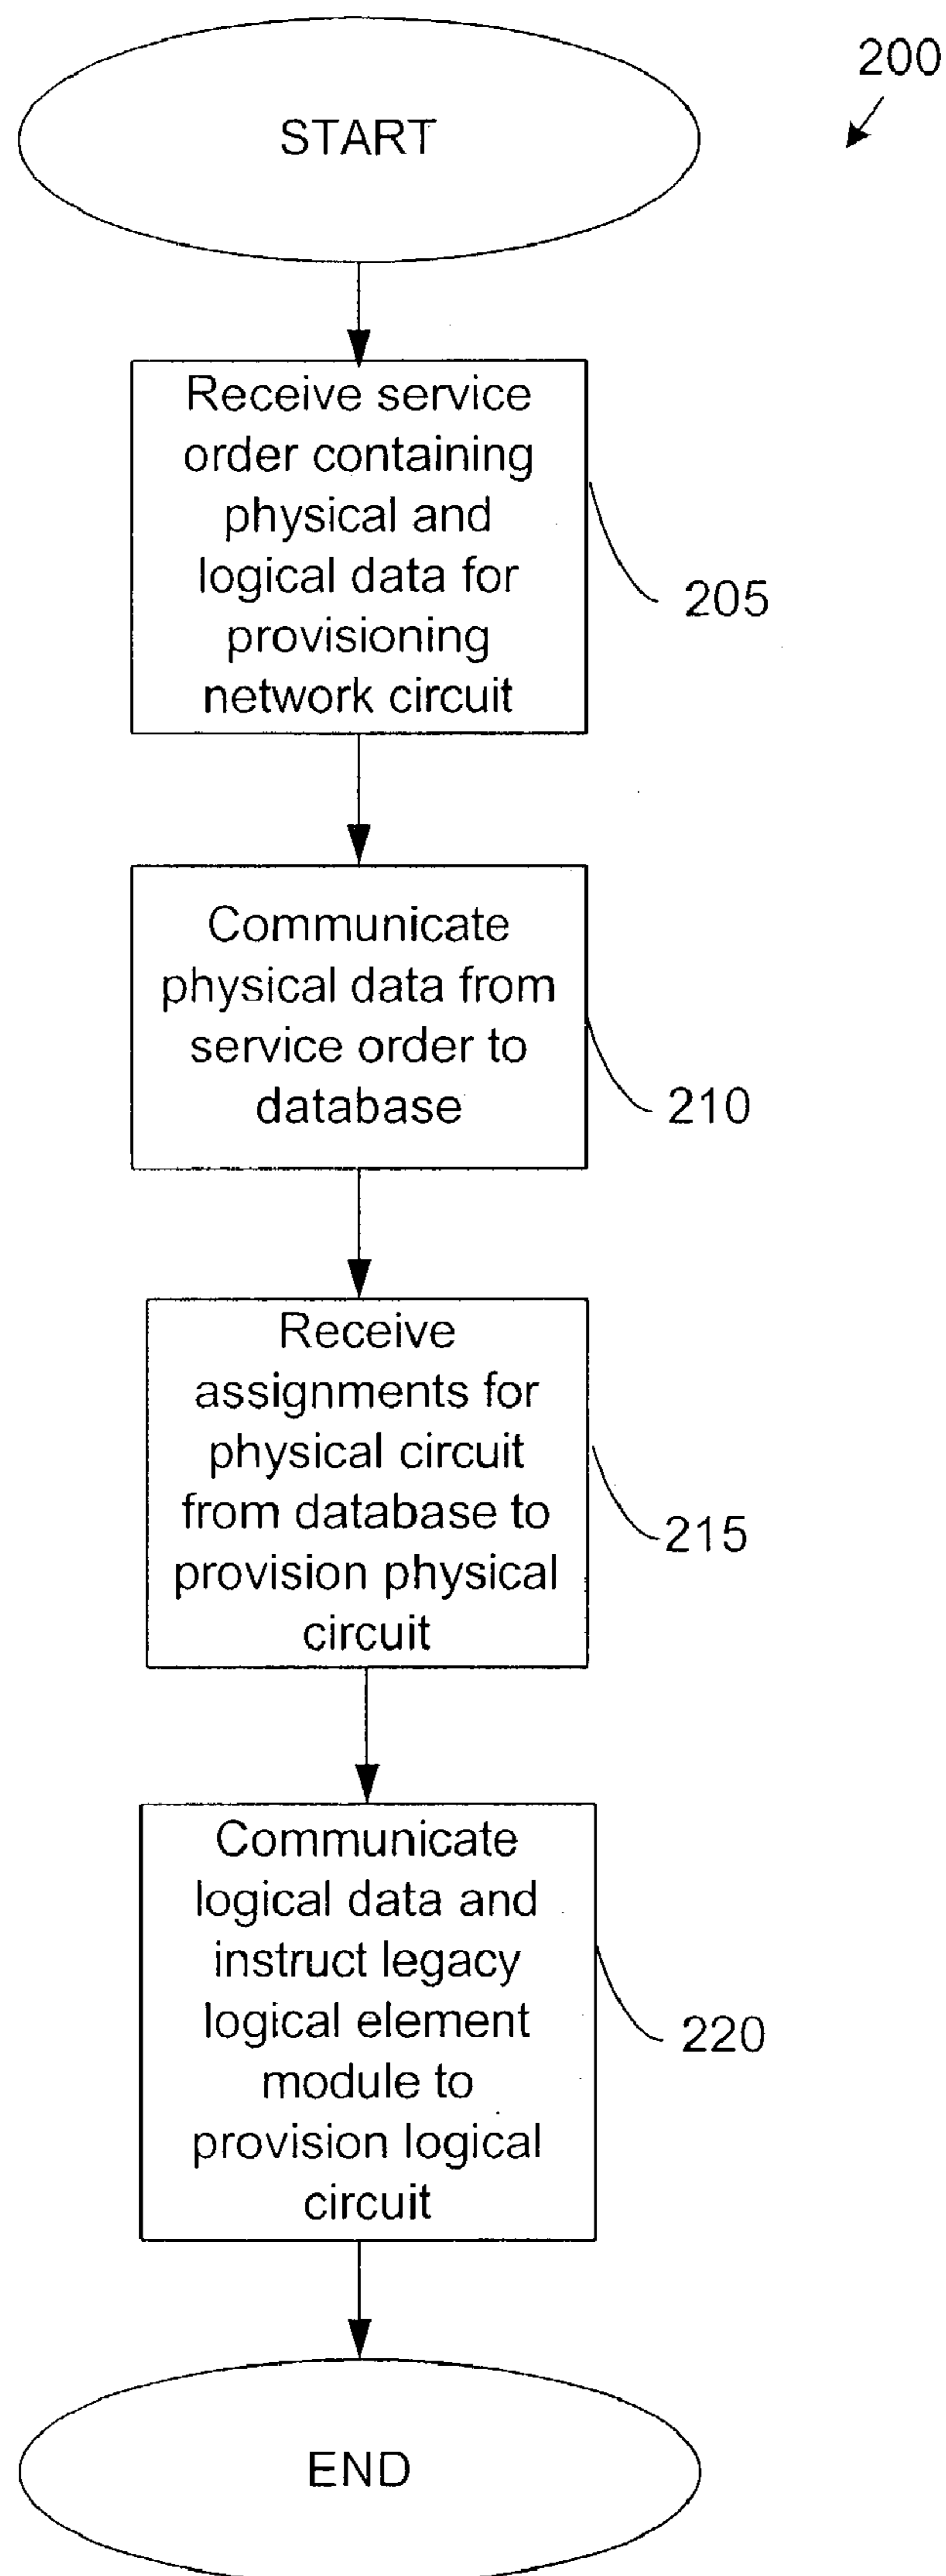 200
START
Receive service
order containing
physical and
logical data for
provisioning
network circuit
205
Communicate
physical data from
service order to
database
210
Receive
assignments for
physical circuit
from database to
provision physical
circuit
215
Communicate
logical data and
instruct legacy
logical element
module to
provision logical
circuit
220
END